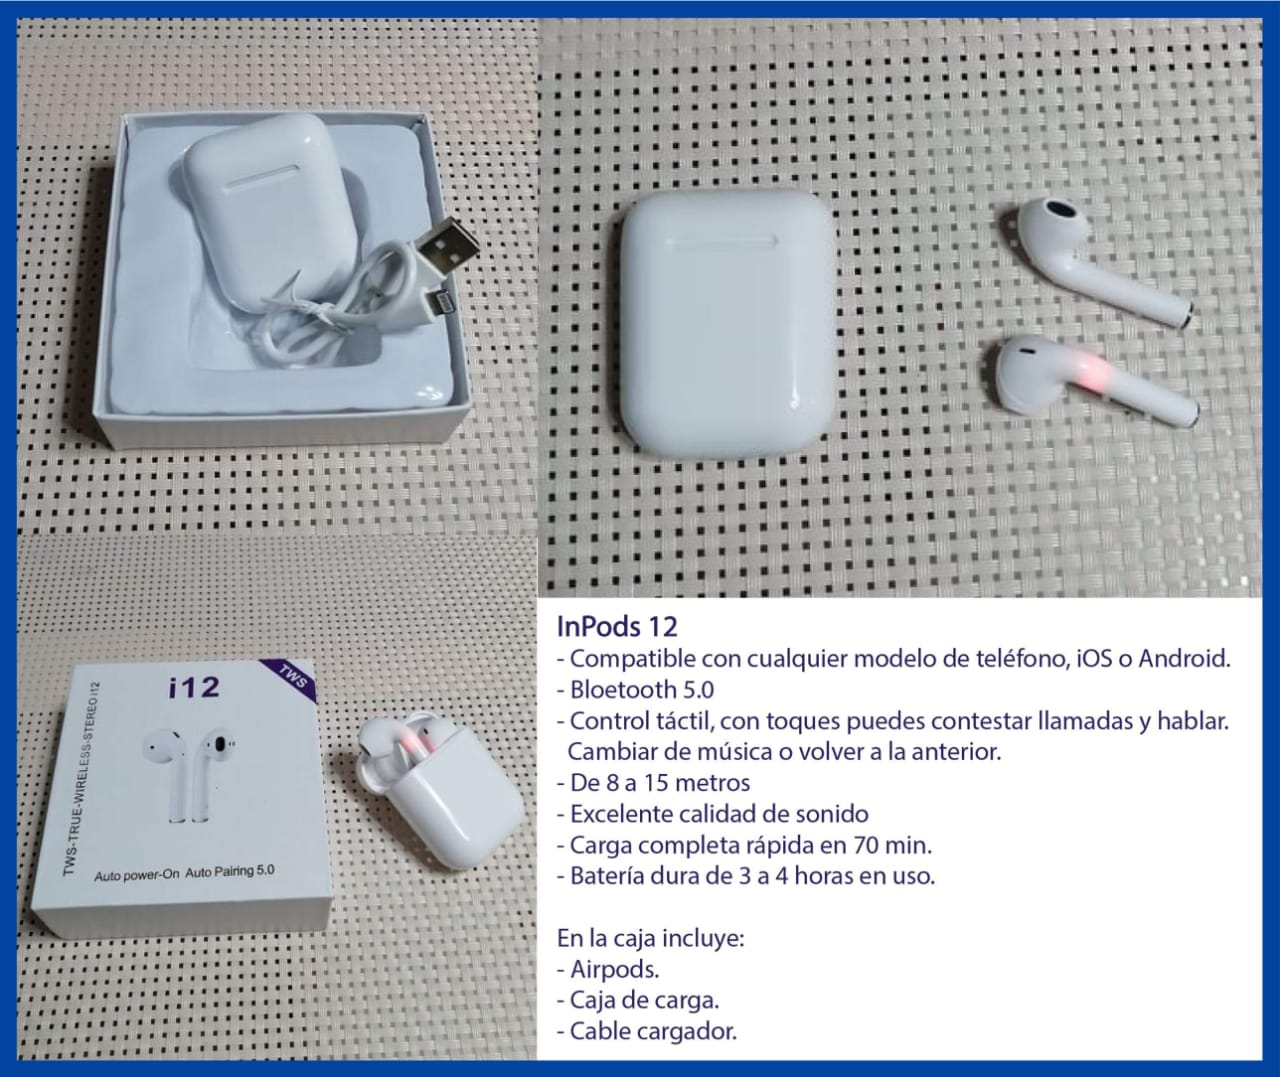 InPods 12
- Compatible con cualquier modelo de teléfono, iOS o Android.
- Bloetooth 5.0
- Control táctil, con toques puedes contestar llamadas y hablar.
Cambiar de música o volver a la anterior.
- De 8 a 15 metros
- Excelente calidad de sonido
- Carga completa rápida en 70 min.
- Batería dura de 3 a 4 horas en uso.
En la caja incluye:
- Airpods.
- Caja de carga.
- Cable cargador.
TWS
i12
TWS-TRUE-WIRELESS-STEREO i12
Auto power-On Auto Pairing 5.0